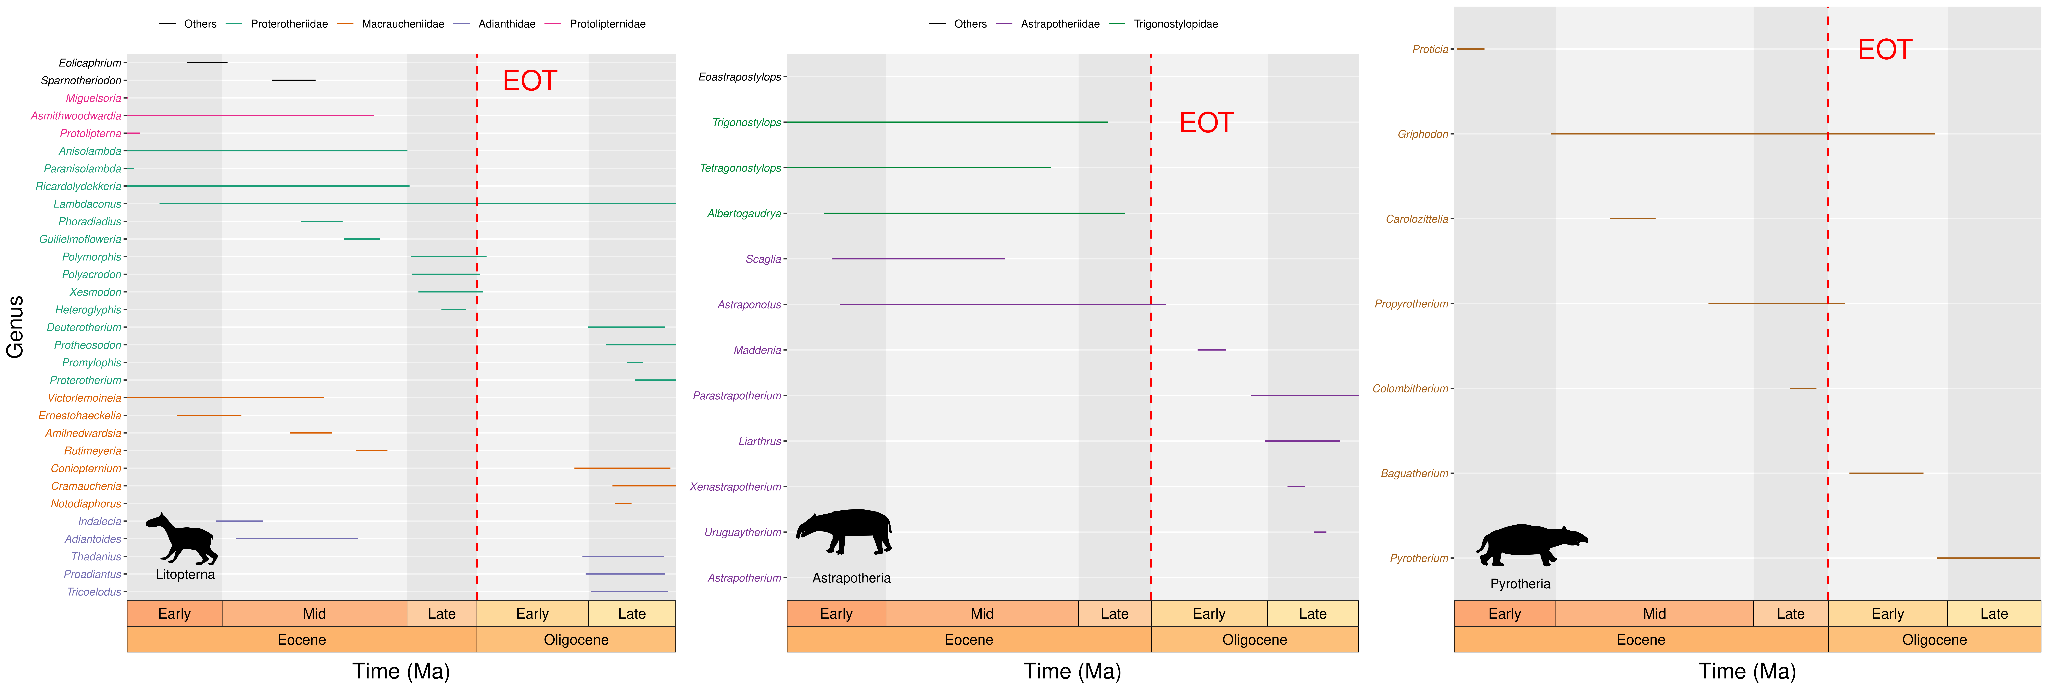 Others Proterotheriidae Macraucheniidae Adianthidae Protolipternidae
Genus
Eolicaphrium
Sparnotheriodon
Miguelsoria
Asmithwoodwardia
Protolipterna
Anisolambda
Paranisolambda
Ricardolydekkeria
Lambdaconus
Phoradiadius
Guilielmofloweria
Polymorphis
Polyacrodon
Xesmodon
Heteroglyphis
Deuterotherium
Protheosodon
Promylophis
Proterotherium
Victorlemoineia
Ernestohaeckelia
Amilnedwardsia
Rutimeyeria
Coniopternium
Cramauchenia
Notodiaphorus
Indalecia
Adiantoides
Thadanius
Proadiantus
Tricoelodus
EOT
Litopterna
Early Mid Late Early Late
Eocene Oligocene
Time (Ma)
Others Astrapotheriidae Trigonostylopidae
Eoastrapostylops
Trigonostylops
Tetragonostylops
Albertogaudrya
Scaglia
Astraponotus
Maddenia
Parastrapotherium
Liarthrus
Xenastrapotherium
Uruguaytherium
Astrapotherium
EOT
Astrapotheria
Early Mid Late Early Late
Eocene Oligocene
Time (Ma)
Proticia
Griphodon
Carolozittelia
Propyrotherium
Colombitherium
Baguatherium
Pyrotherium
EOT
Pyrotheria
Early Mid Late Early Late
Eocene Oligocene
Time (Ma)